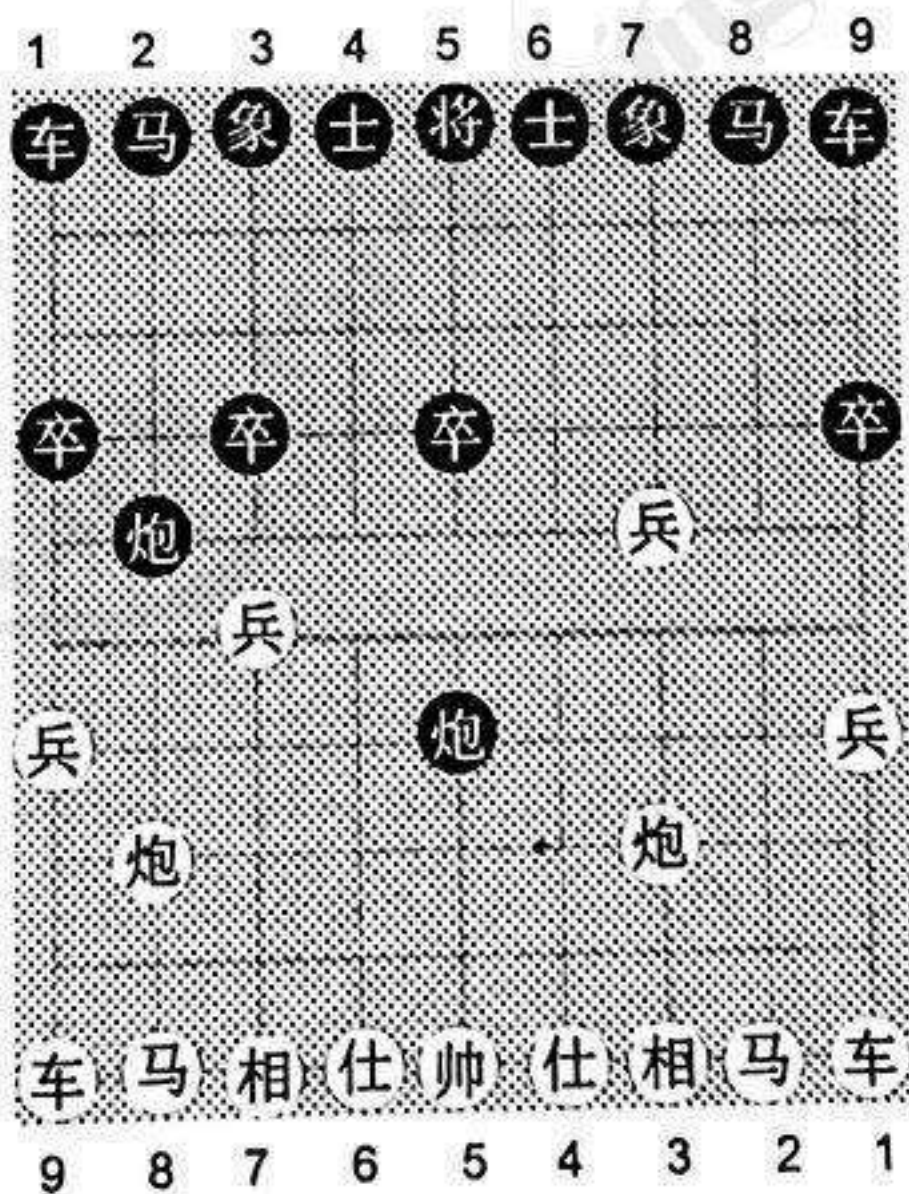 1 2 3 4 5 6 7 8 9
车 马 象 士 将 士 象 马 车
卒 卒 卒 卒
炮 兵
兵
兵 炮 兵
炮 炮
车 马 相 仕 帅 仕 相 马 车
9 8 7 6 5 4 3 2 1